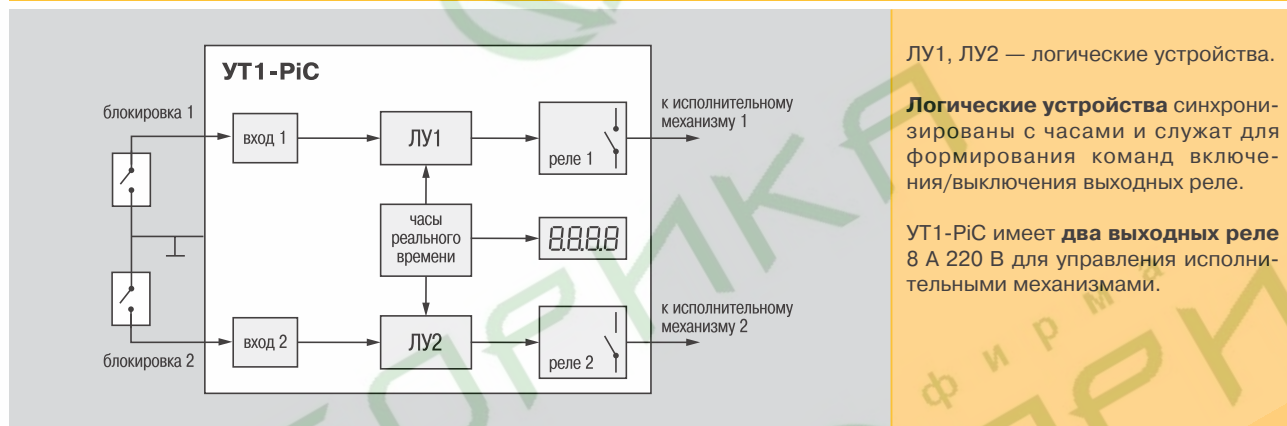 УТ1-PiC
блокировка 1
вход 1
ЛУ1
реле 1
к исполнительному
механизму 1
часы
реального
времени
8.8.8.8
к исполнительному
механизму 2
вход 2
ЛУ2
реле 2
блокировка 2
ЛУ1, ЛУ2 — логические устройства.
Логические устройства синхрони-
зированы с часами и служат для
формирования команд включе-
ния/выключения выходных реле.
УТ1-PiC имеет два выходных реле
8 А 220 В для управления исполни-
тельными механизмами.
фирма